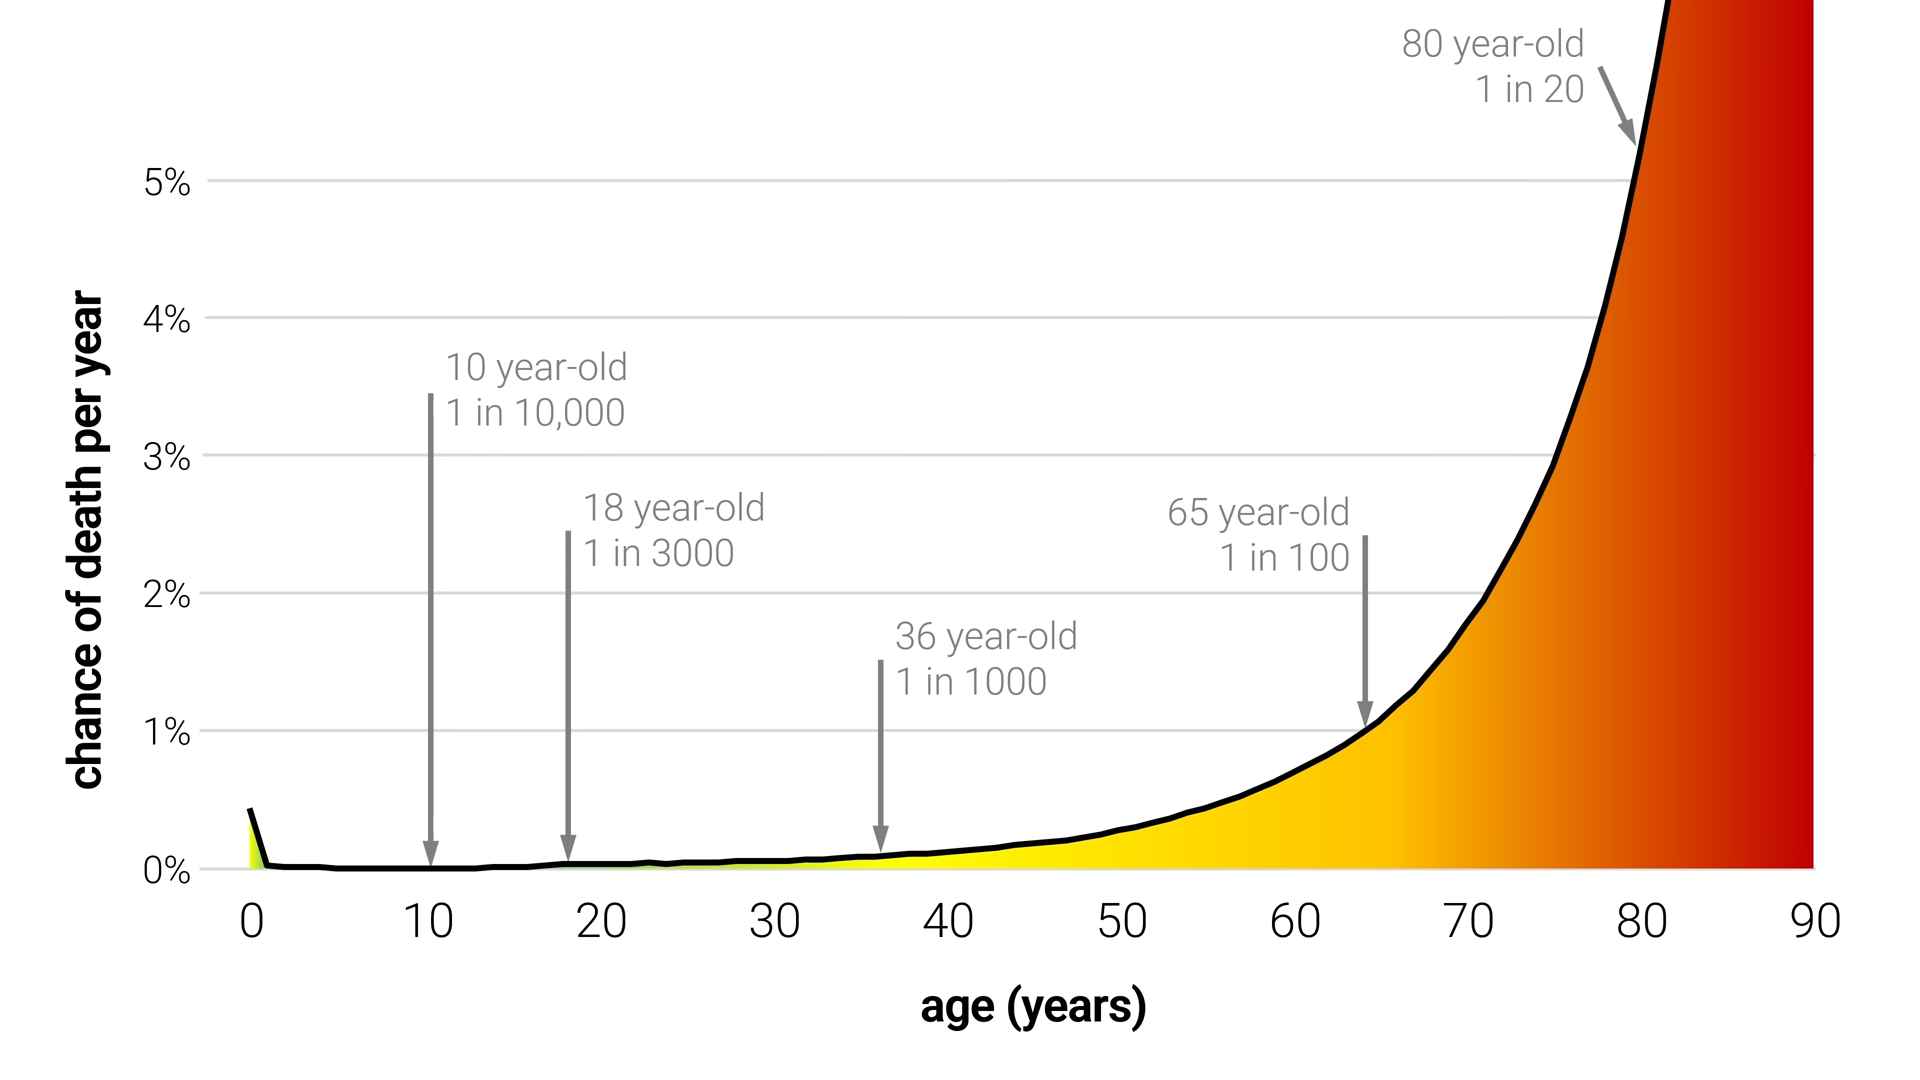 80 year-old
1 in 20
5%
4%
10 year-old
1 in 10,000
3%
18 year-old
1 in 3000
65 year-old
1 in 100
2%
36 year-old
1 in 1000
1%
0%
chance of death per year
0 10 20 30 40 50 60 70 80 90
age (years)